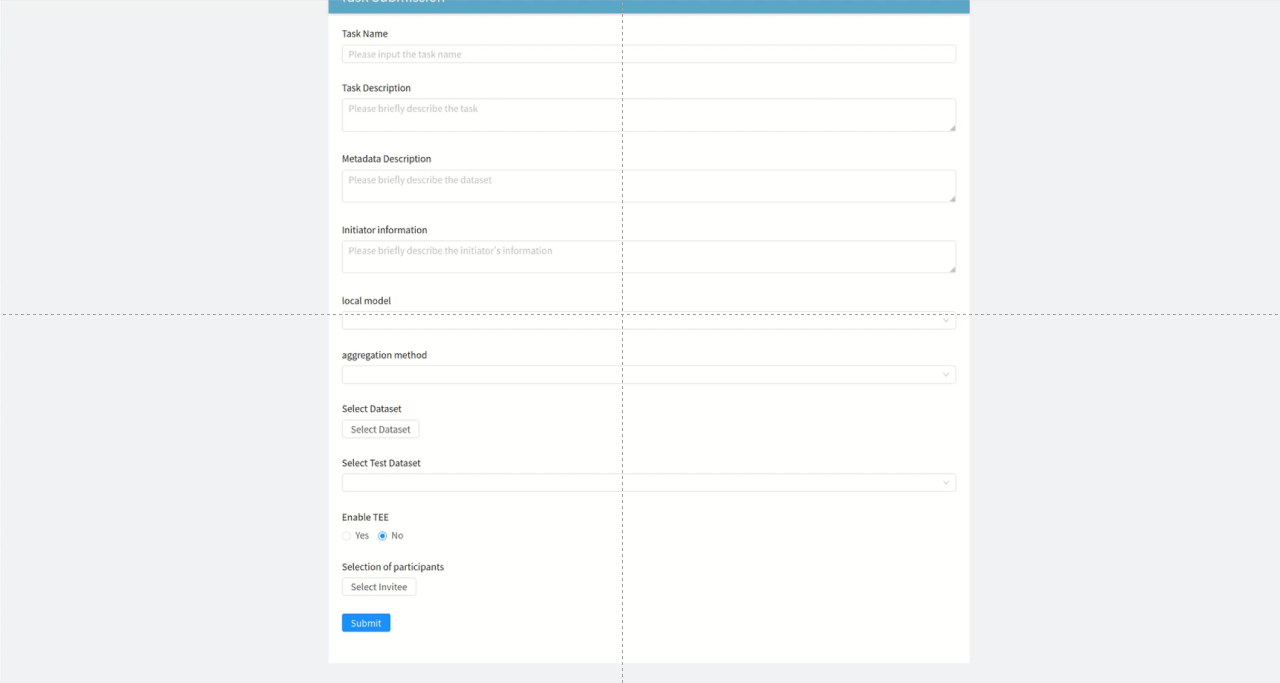 Task Submission
Task Name
Please input the task name
Task Description
Please briefly describe the task
Metadata Description
Please briefly describe the dataset
Initiator information
Please briefly describe the initiator's information
local model
aggregation method
Select Dataset
Select Dataset
Select Test Dataset
Enable TEE
Yes No
Selection of participants
Select Invitee
Submit